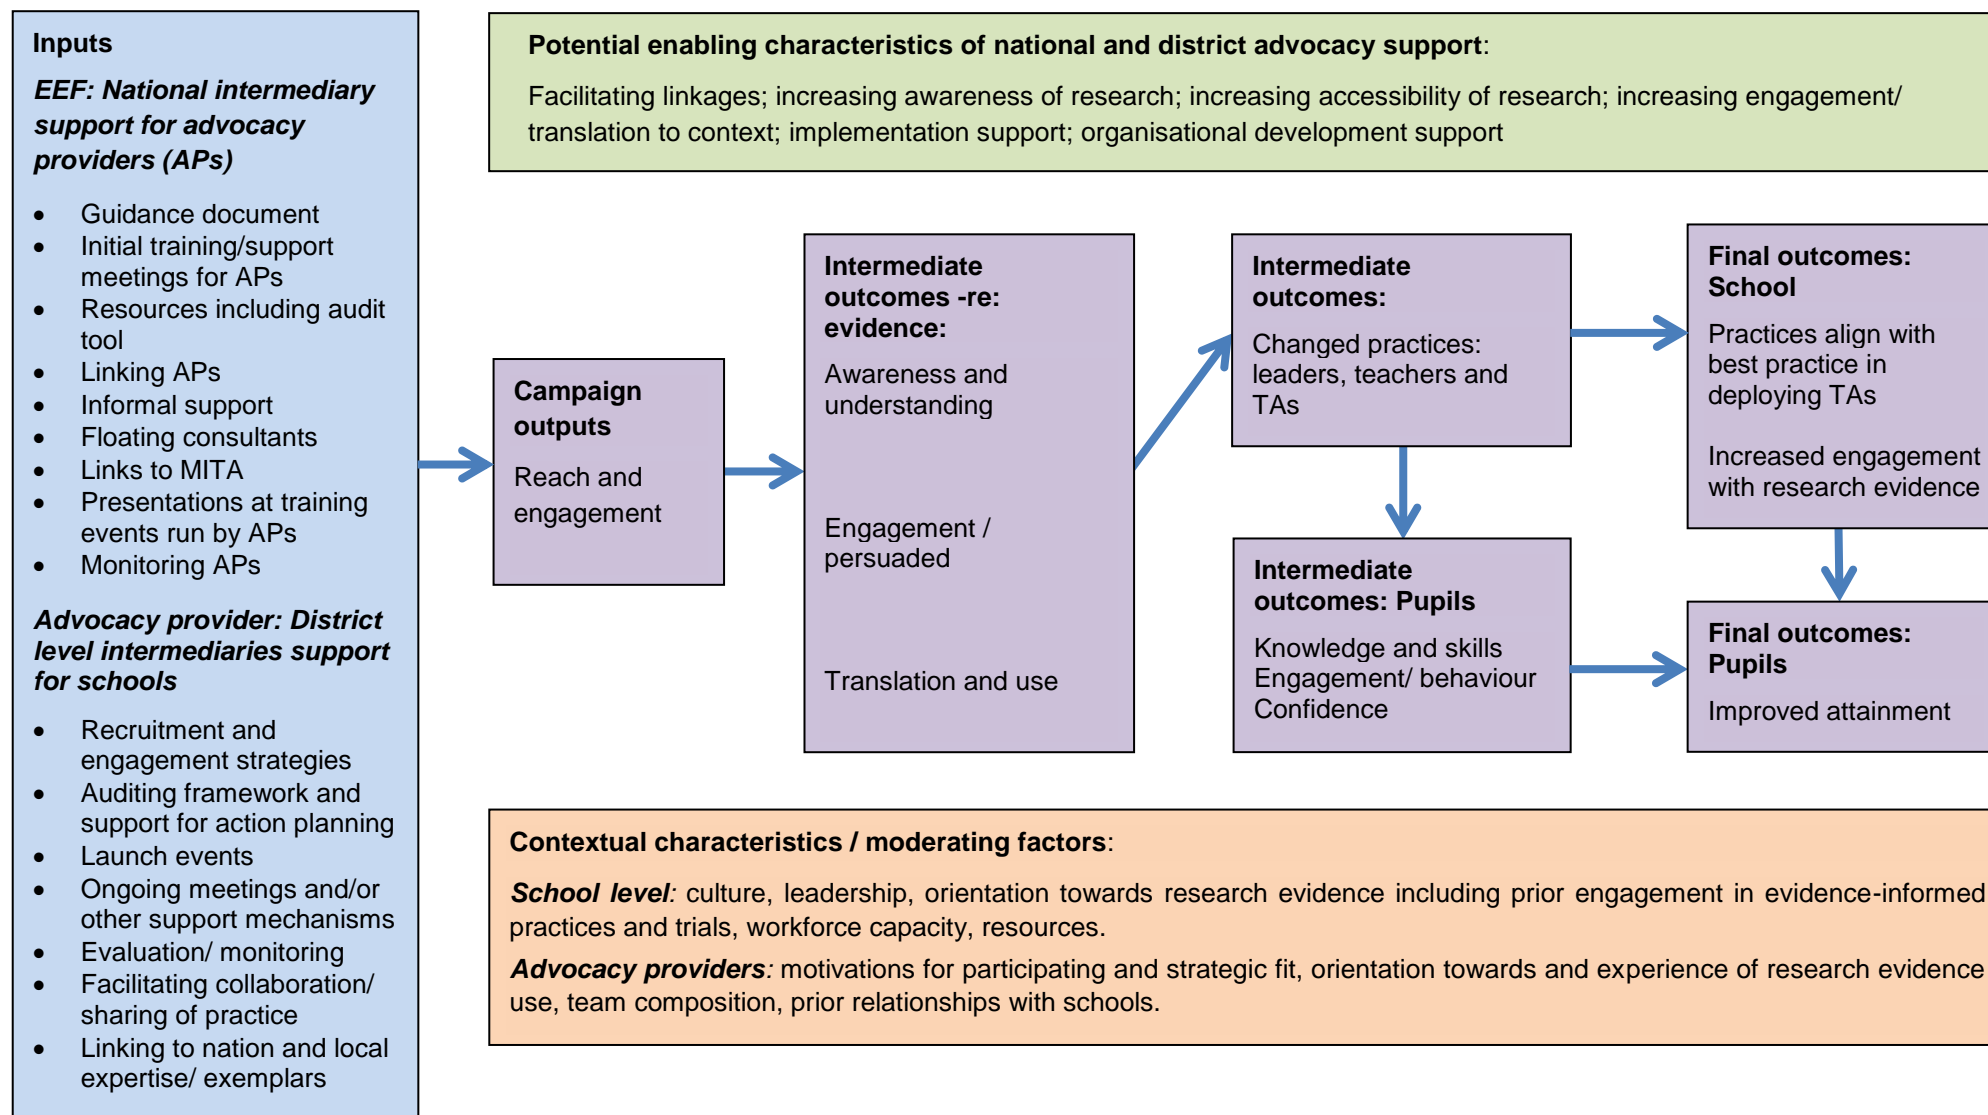 Inputs
EEF: National intermediary
support for advocacy
providers (APs)
• Guidance document
• Initial training/support
meetings for APs
• Resources including audit
tool
• Linking APs
• Informal support
• Floating consultants
• Links to MITA
• Presentations at training
events run by APs
• Monitoring APs
Advocacy provider: District
level intermediaries support
for schools
• Recruitment and
engagement strategies
• Auditing framework and
support for action planning
• Launch events
• Ongoing meetings and/or
other support mechanisms
• Evaluation/ monitoring
• Facilitating collaboration/
sharing of practice
• Linking to nation and local
expertise/ exemplars
Potential enabling characteristics of national and district advocacy support:
Facilitating linkages; increasing awareness of research; increasing accessibility of research; increasing engagement/
translation to context; implementation support; organisational development support
Campaign
outputs
Reach and
engagement
Intermediate
outcomes -re:
evidence:
Awareness and
understanding
Engagement /
persuaded
Translation and use
Intermediate
outcomes:
Changed practices:
leaders, teachers and
TAs
Intermediate
outcomes: Pupils
Knowledge and skills
Engagement/ behaviour
Confidence
Final outcomes:
School
Practices align with
best practice in
deploying TAs
Increased engagement
with research evidence
Final outcomes:
Pupils
Improved attainment
Contextual characteristics / moderating factors:
School level: culture, leadership, orientation towards research evidence including prior engagement in evidence-informed
practices and trials, workforce capacity, resources.
Advocacy providers: motivations for participating and strategic fit, orientation towards and experience of research evidence
use, team composition, prior relationships with schools.